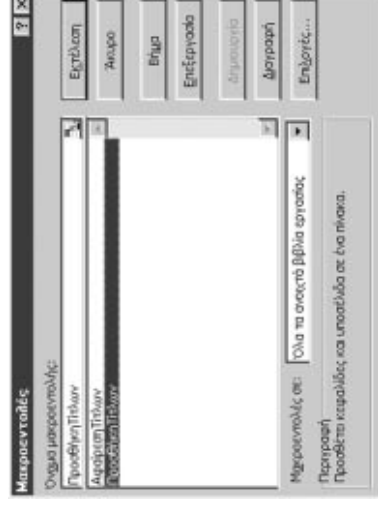 Μακροεντολές
Όνομα μακροεντολής:
ΠροσθήκηΤίτλων
ΑφαίρεσηΤίτλων
ΠροσθήκηΤίτλων
Εκτέλεση
Άκυρο
Βήμα
Επεξεργασία
Δημιουργία
Διαγραφή
Επιλογές...
Μακροεντολές σε: Όλα τα ανοιχτά βιβλία εργασίας
Περιγραφή
Προσθέτει κεφαλίδες και υποσέλιδα σε ένα πίνακα.